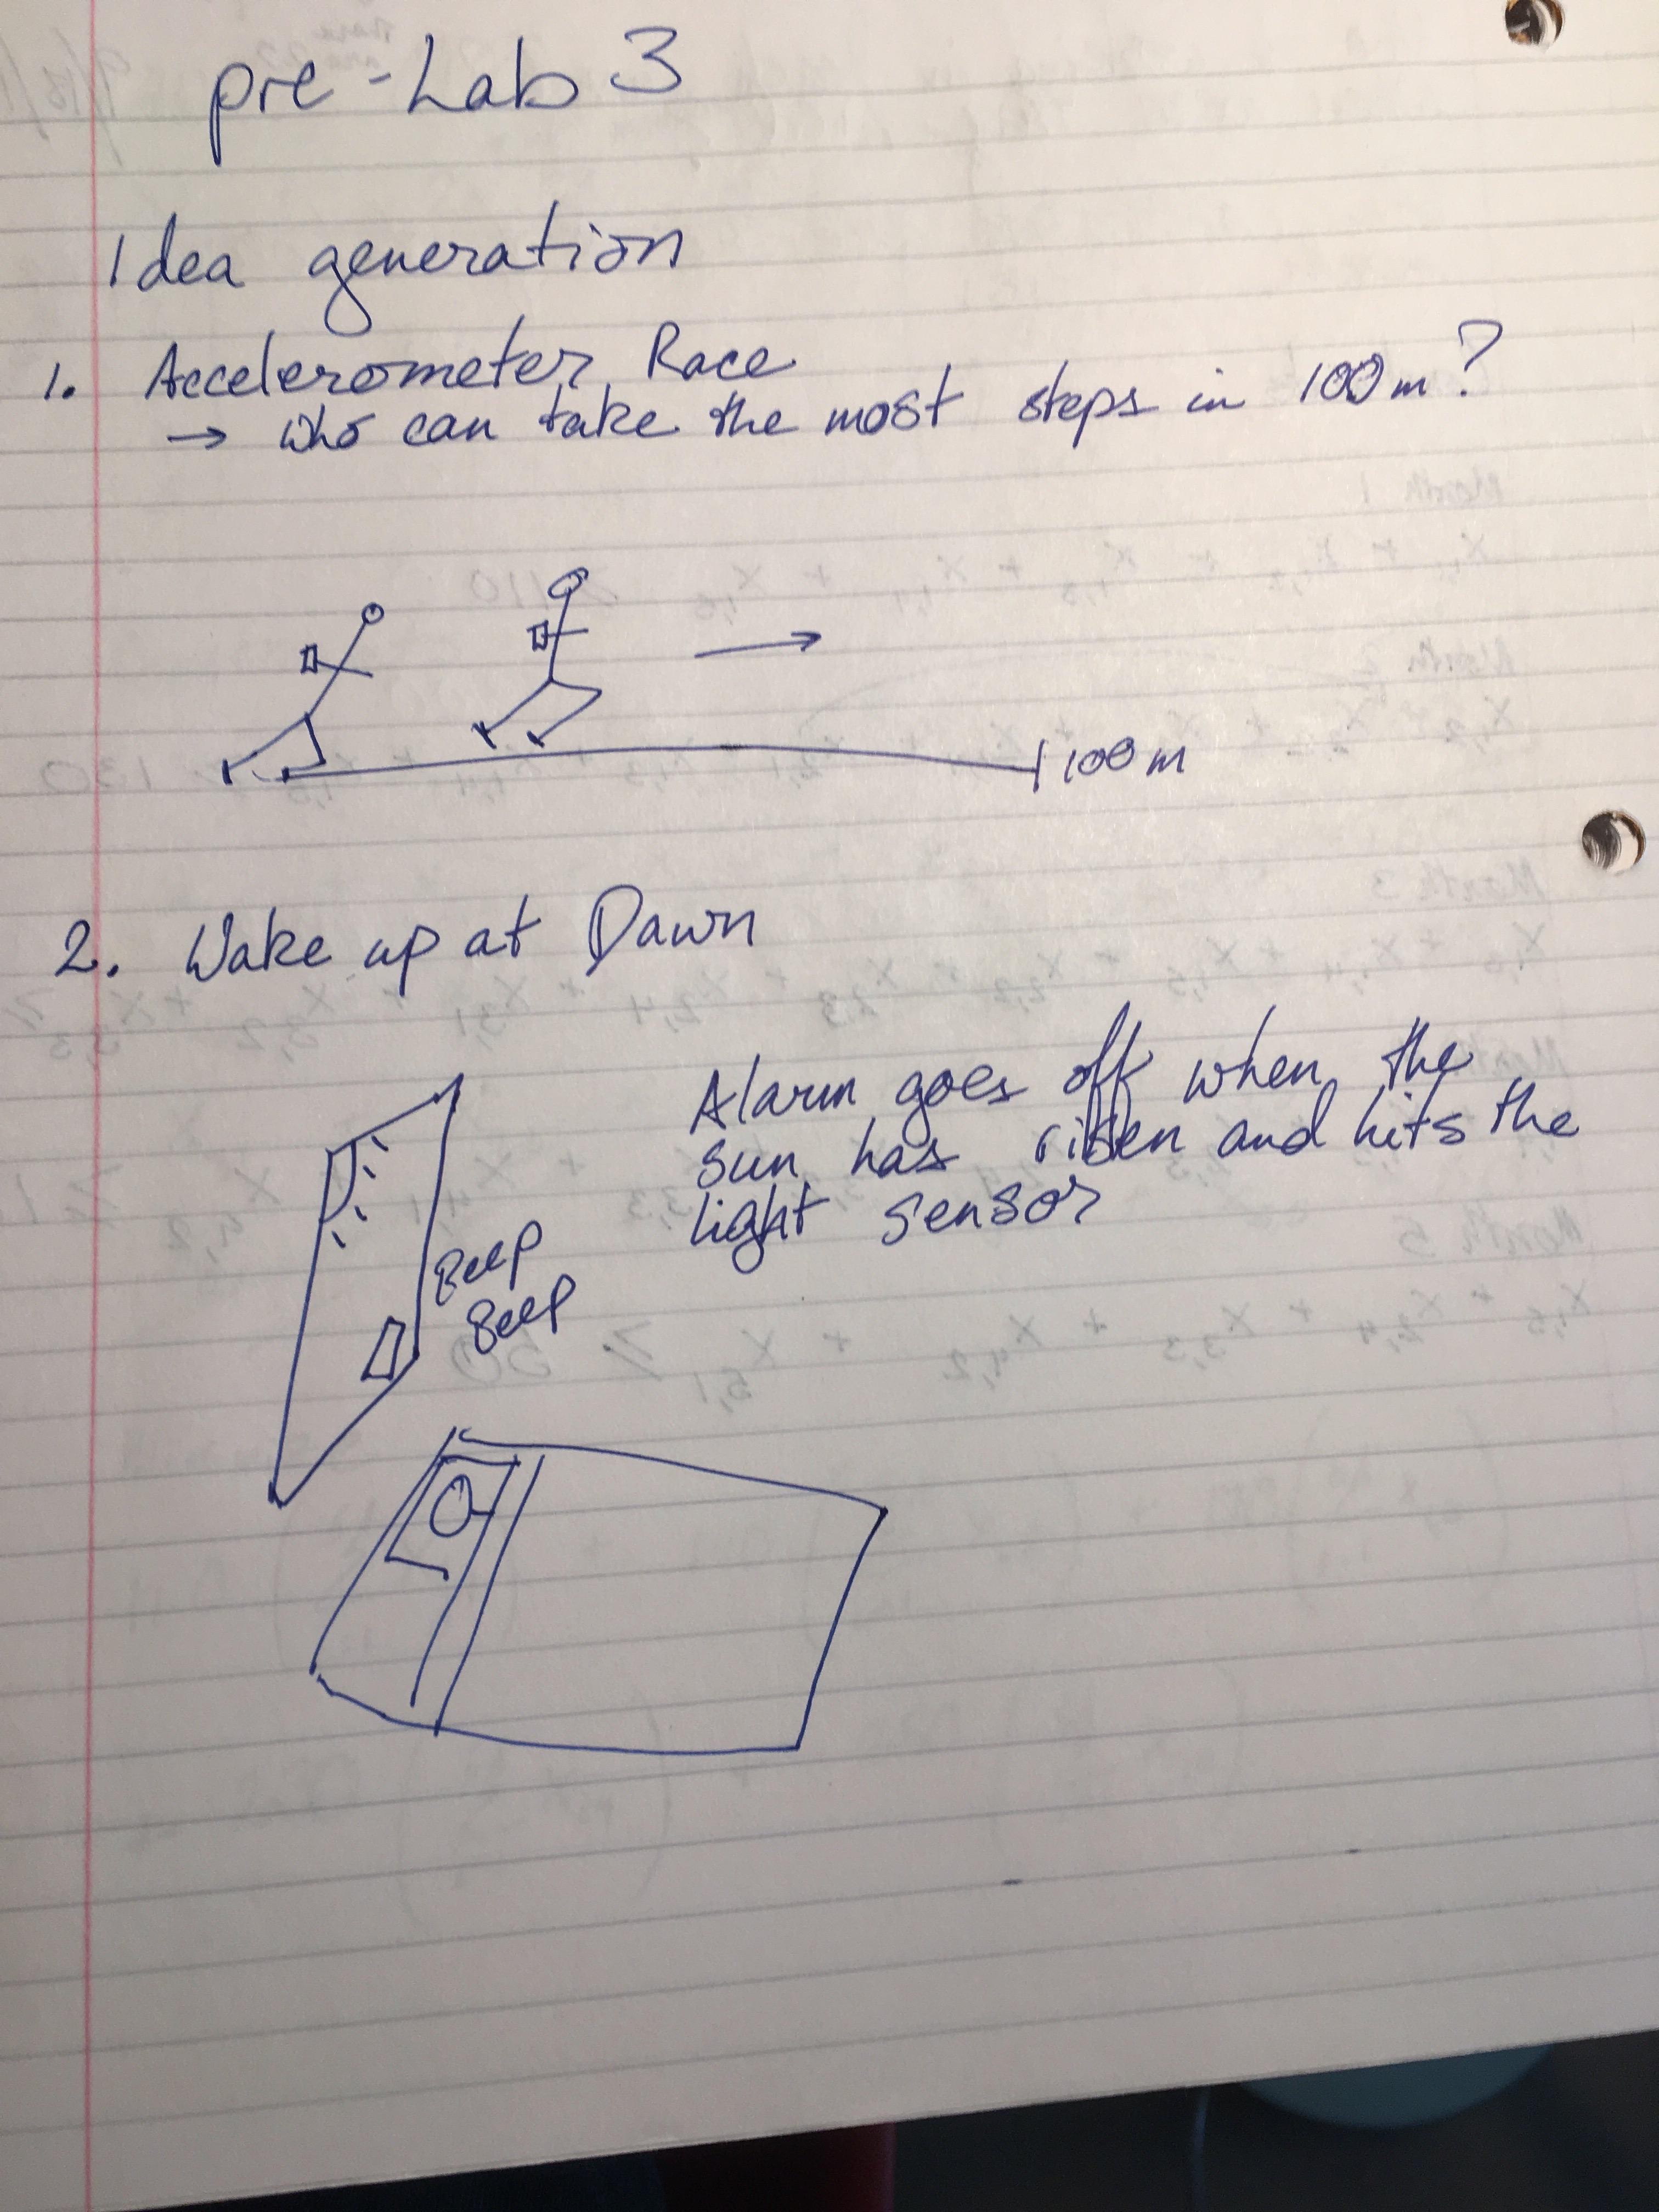 pre-Lab 3
Idea generation
1. Accelerometer Race
→ who can take the most steps in 100m?
100m
2. Wake up at Dawn
Alarm goes off when the
sun has risen and hits the
light sensor
Beep
Beep